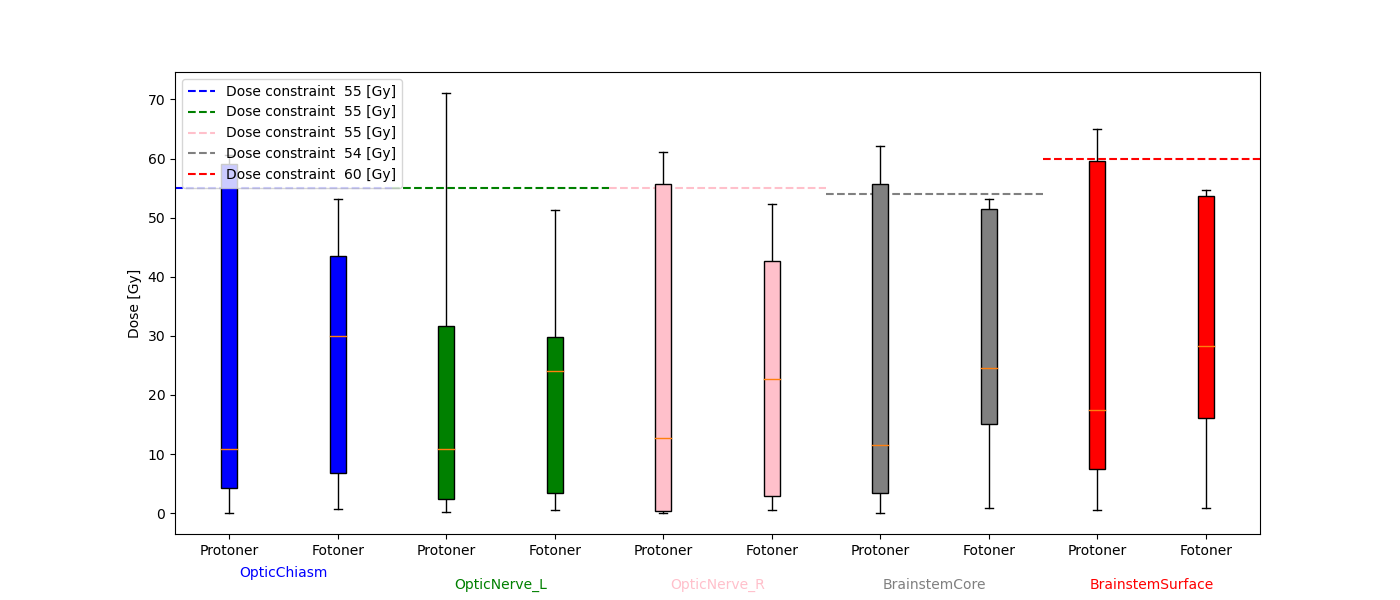 Dose constraint  55 [Gy]
Dose constraint  55 [Gy]
Dose constraint  55 [Gy]
Dose constraint  54 [Gy]
Dose constraint  60 [Gy]
Dose [Gy]
70
60
50
40
30
20
10
0
Protoner Fotoner Protoner Fotoner Protoner Fotoner Protoner Fotoner Protoner Fotoner
OpticChiasm
OpticNerve_L OpticNerve_R BrainstemCore BrainstemSurface